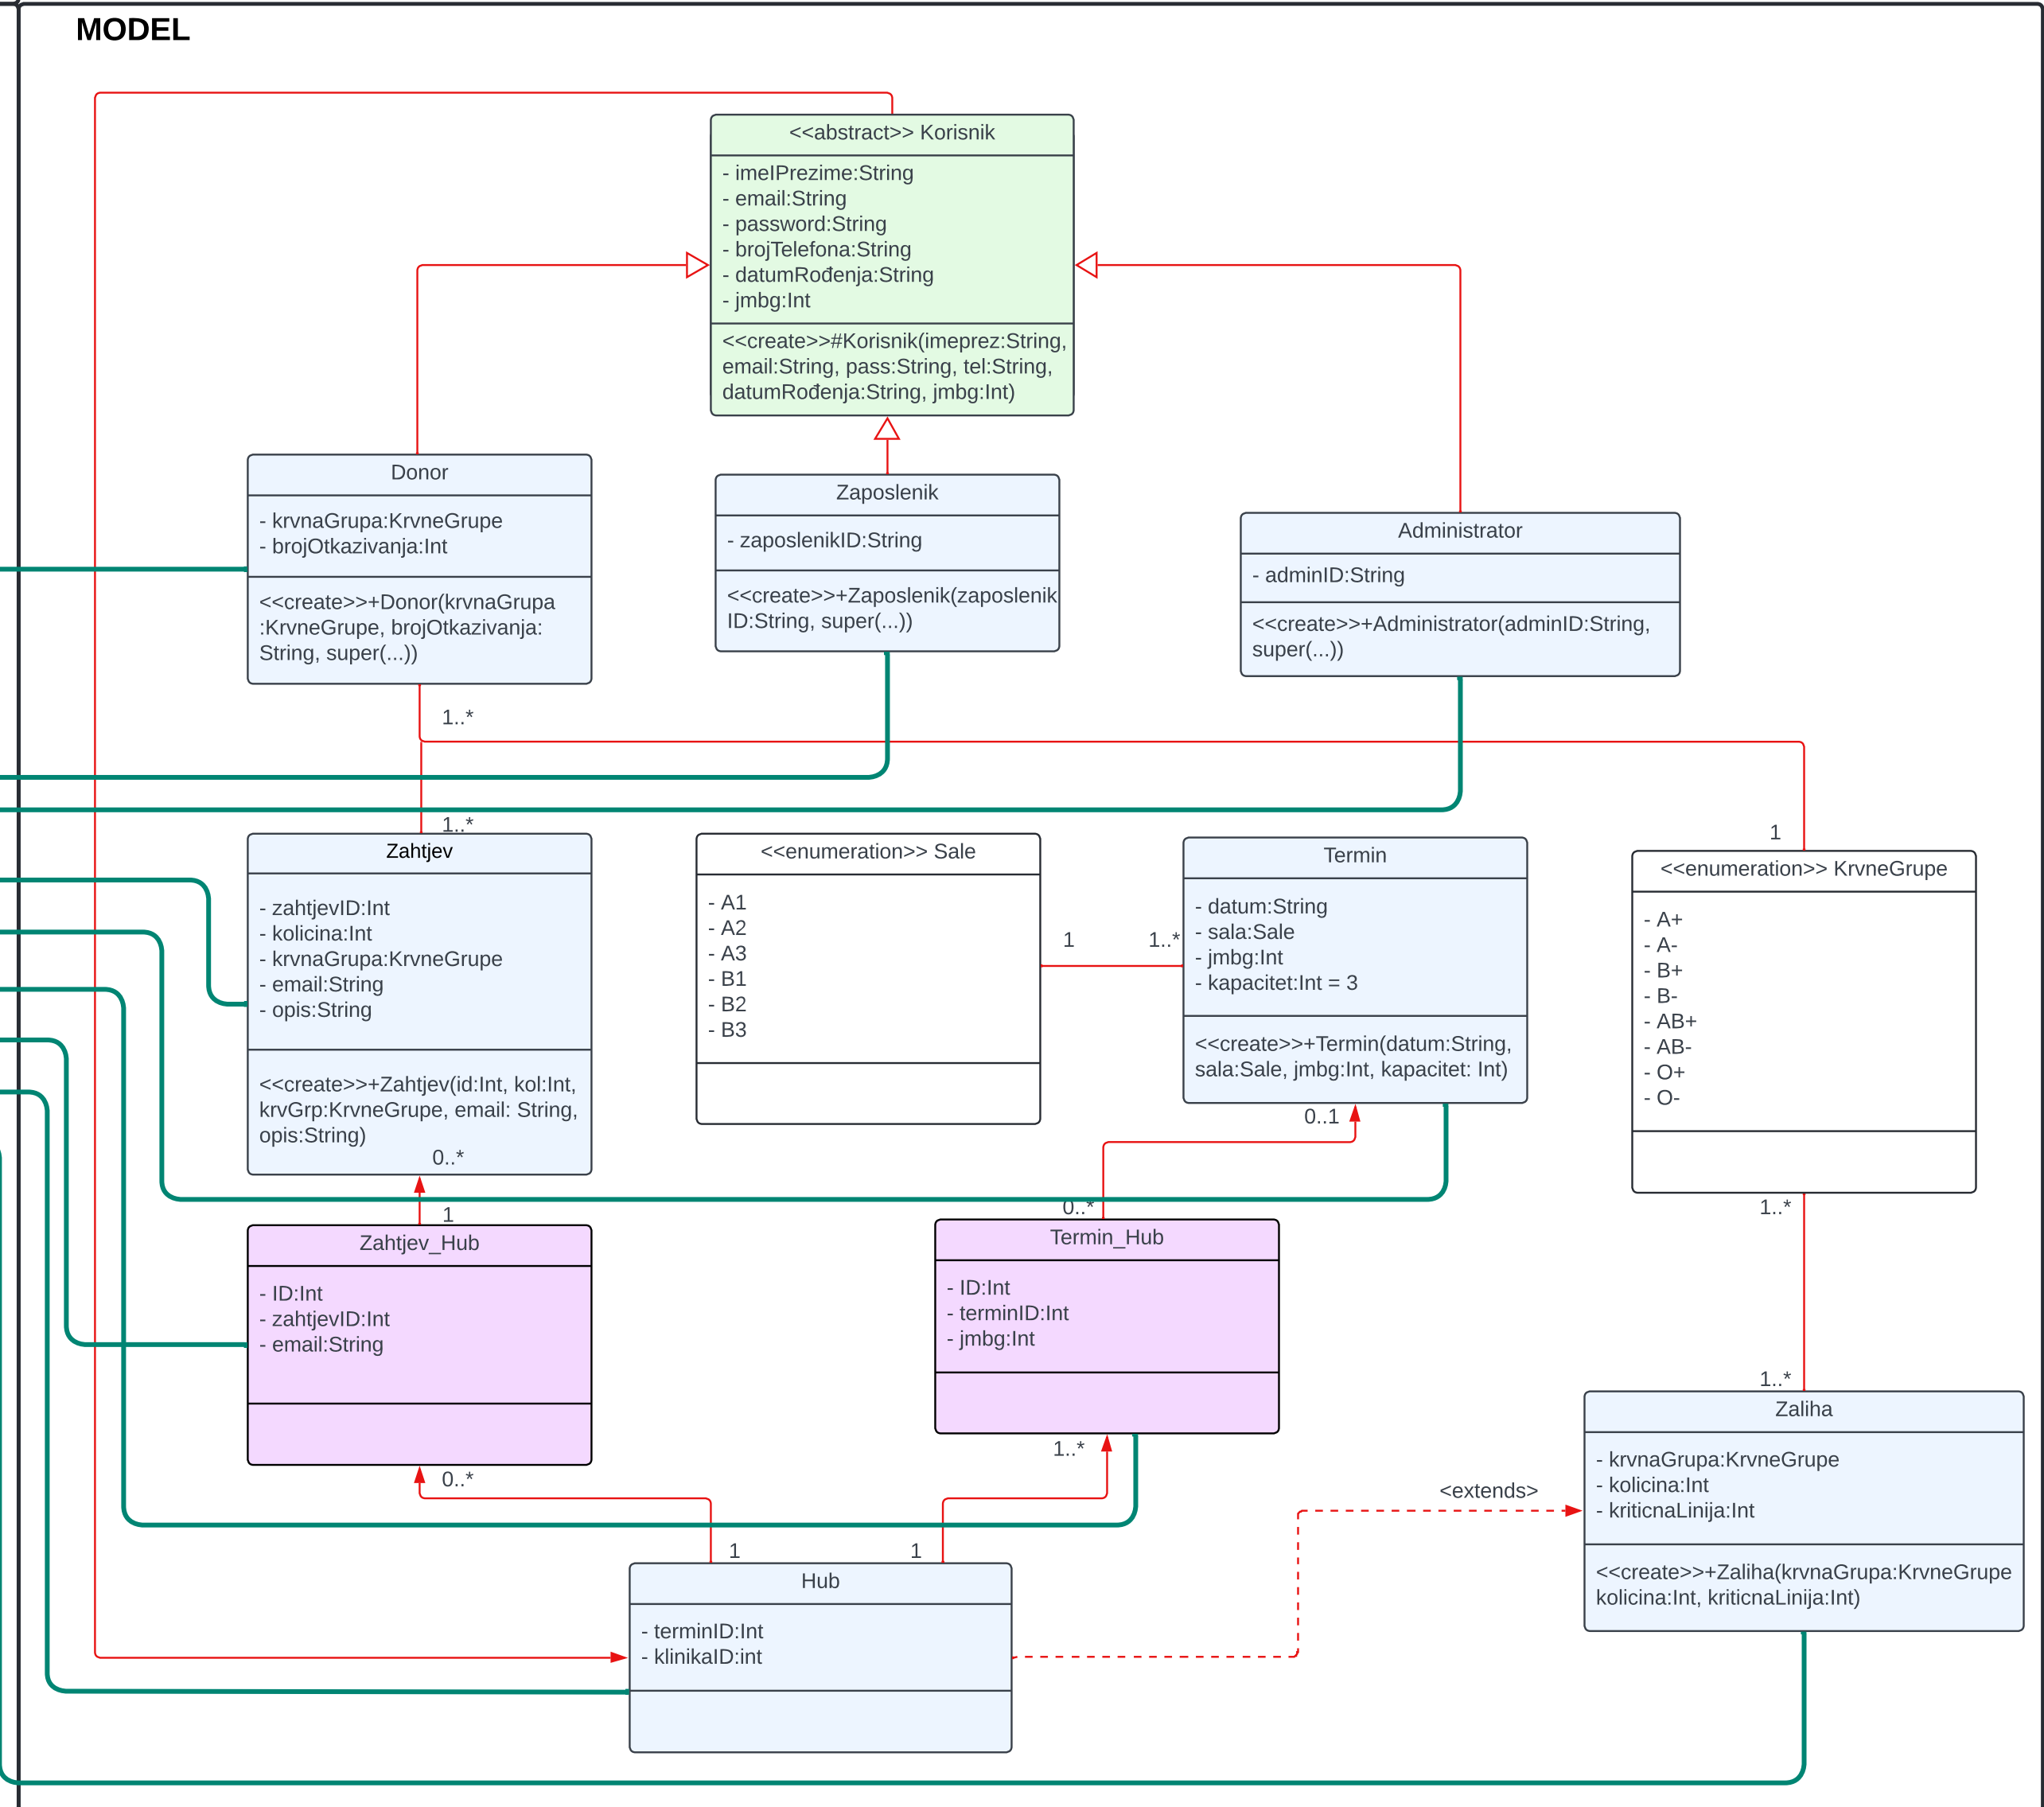 MODEL
<<abstract>> Korisnik
- imeIPrezime:String
- email:String
- password:String
- brojTelefona:String
- datumRođenja:String
- jmbg:Int
<<create>>#Korisnik(imeprez:String,
email:String, pass:String, tel:String,
datumRođenja:String, jmbg:Int)
Donor
- krvnaGrupa:KrvneGrupe
- brojOtkazivanja:Int
<<create>>+Donor(krvnaGrupa
:KrvneGrupe, brojOtkazivanja:
String, super(...))
Zaposlenik
- zaposlenikID:String
<<create>>+Zaposlenik(zaposlenik
ID:String, super(...))
Administrator
- adminID:String
<<create>>+Administrator(adminID:String,
super(...))
1..*
1..*
1
Zahtjev
- zahtjevID:Int
- kolicina:Int
- krvnaGrupa:KrvneGrupe
- email:String
- opis:String
<<create>>+Zahtjev(id:Int, kol:Int,
krvGrp:KrvneGrupe, email: String,
opis:String)
0..*
<<enumeration>> Sale
- A1
- A2
- A3
- B1
- B2
- B3
1
1..*
Termin
- datum:String
- sala:Sale
- jmbg:Int
- kapacitet:Int = 3
<<create>>+Termin(datum:String,
sala:Sale, jmbg:Int, kapacitet: Int)
0..1
<<enumeration>> KrvneGrupe
- A+
- A-
- B+
- B-
- AB+
- AB-
- O+
- O-
1..*
1
Zahtjev_Hub
- ID:Int
- zahtjevID:Int
- email:String
0..*
0..*
Termin_Hub
- ID:Int
- terminID:Int
- jmbg:Int
1..*
1..*
Zaliha
- krvnaGrupa:KrvneGrupe
- kolicina:Int
- kriticnaLinija:Int
<<create>>+Zaliha(krvnaGrupa:KrvneGrupe
kolicina:Int, kriticnaLinija:Int)
<extends>
1
1
Hub
- terminID:Int
- klinikaID:int